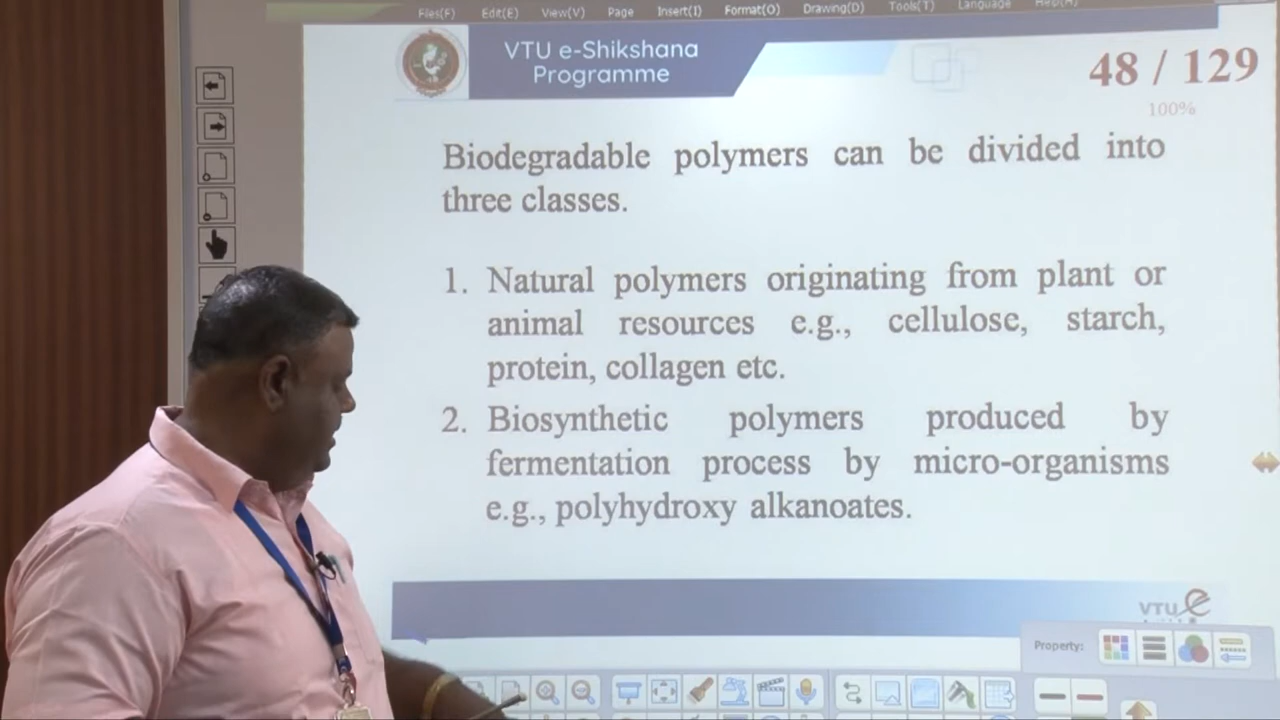 Files(F) Edit(E) View(V) Page Insert(I) Format(O) Drawing(D) Tools(T) Language Help(H)
VTU e-Shikshana
Programme
48 / 129
100%
Biodegradable polymers can be divided into
three classes.
1. Natural polymers originating from plant or
animal resources e.g., cellulose, starch,
protein, collagen etc.
2. Biosynthetic polymers produced by
fermentation process by micro-organisms
e.g., polyhydroxy alkanoates.
VTU e
Property: